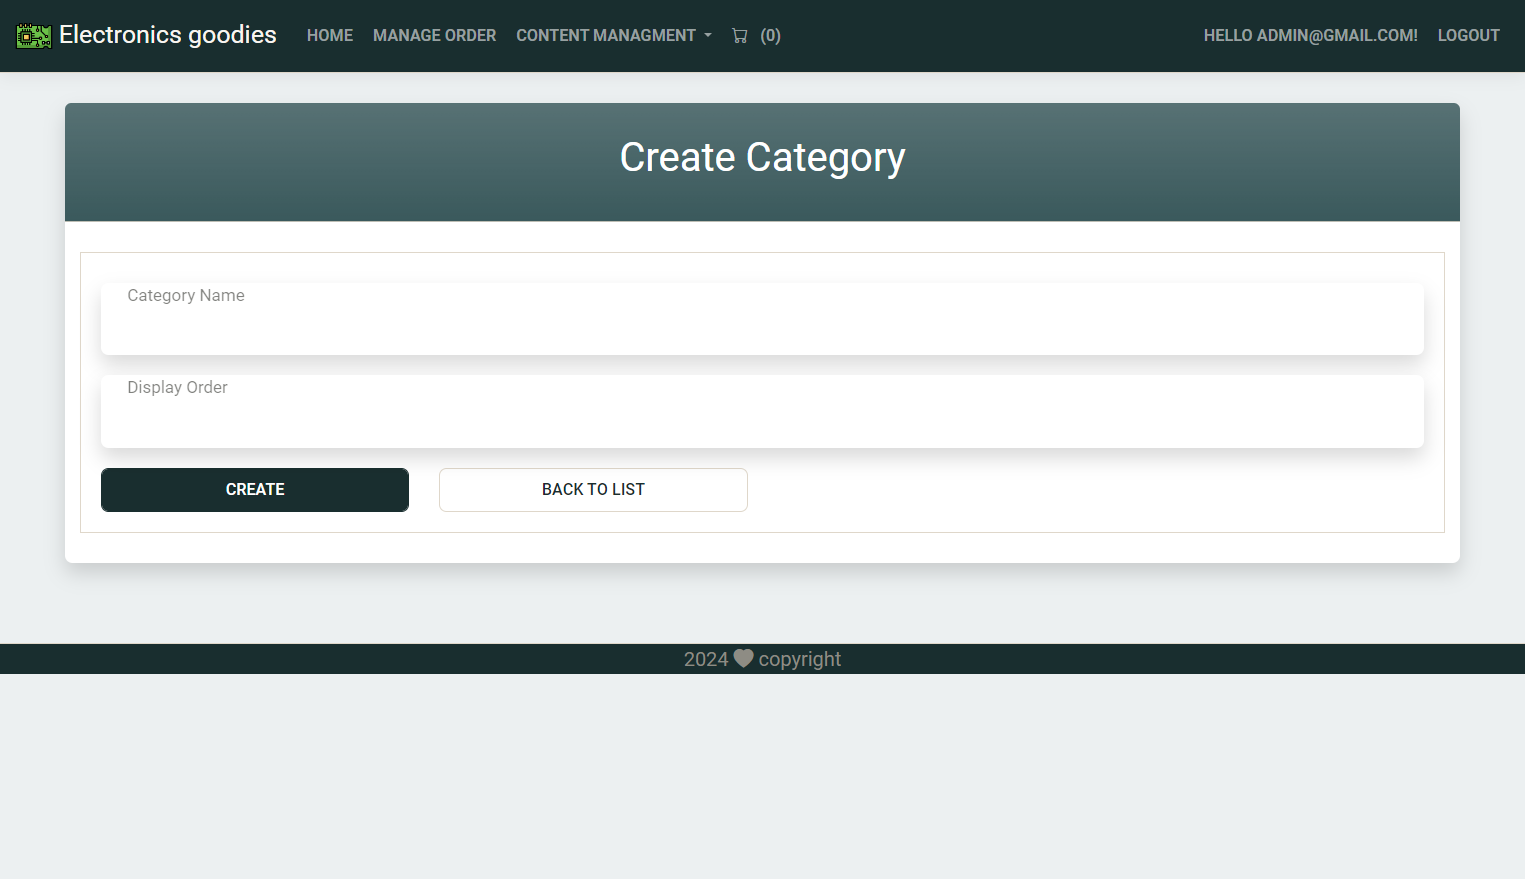 Electronics goodies HOME MANAGE ORDER CONTENT MANAGMENT (0) HELLO ADMIN@GMAIL.COM! LOGOUT
Create Category
Category Name
Display Order
CREATE BACK TO LIST
2024 copyright